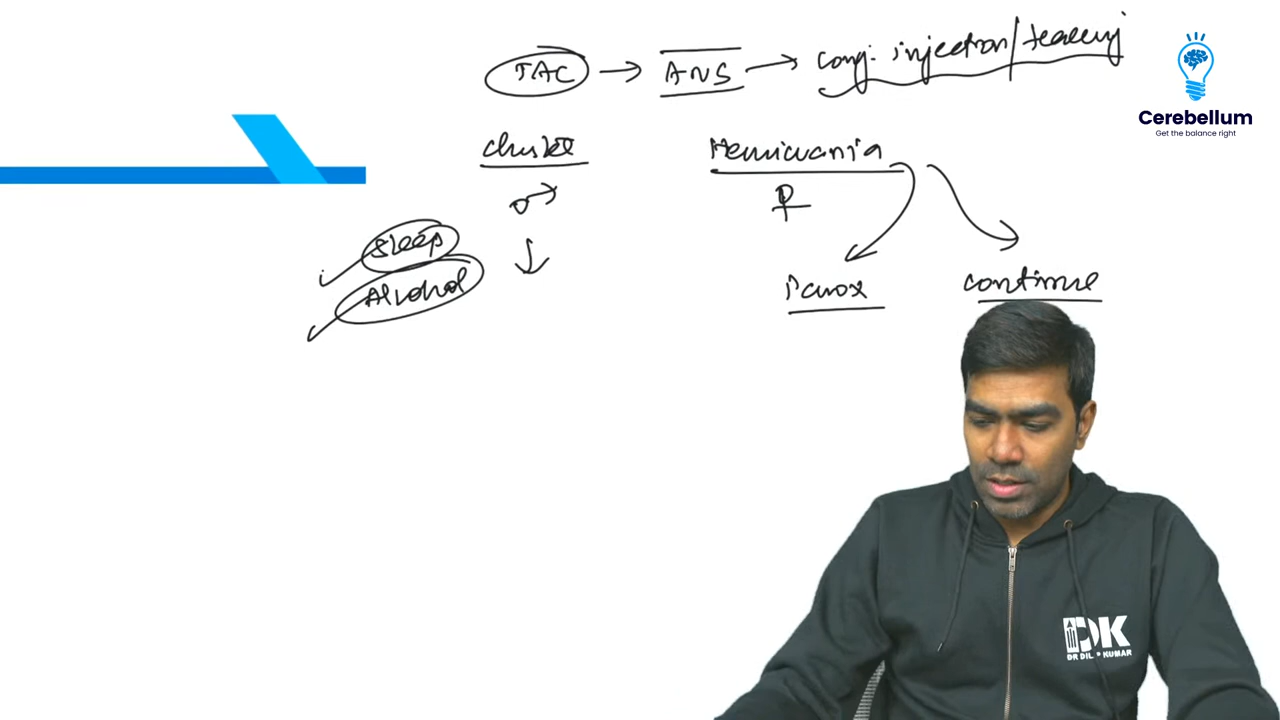 TAC → ANS → conj. injection/tearing
Cerebellum
Get the balance right
cluster
Hemicrania
Sleep
Alcohol
Parox
continue
DK
DR DILIP KUMAR